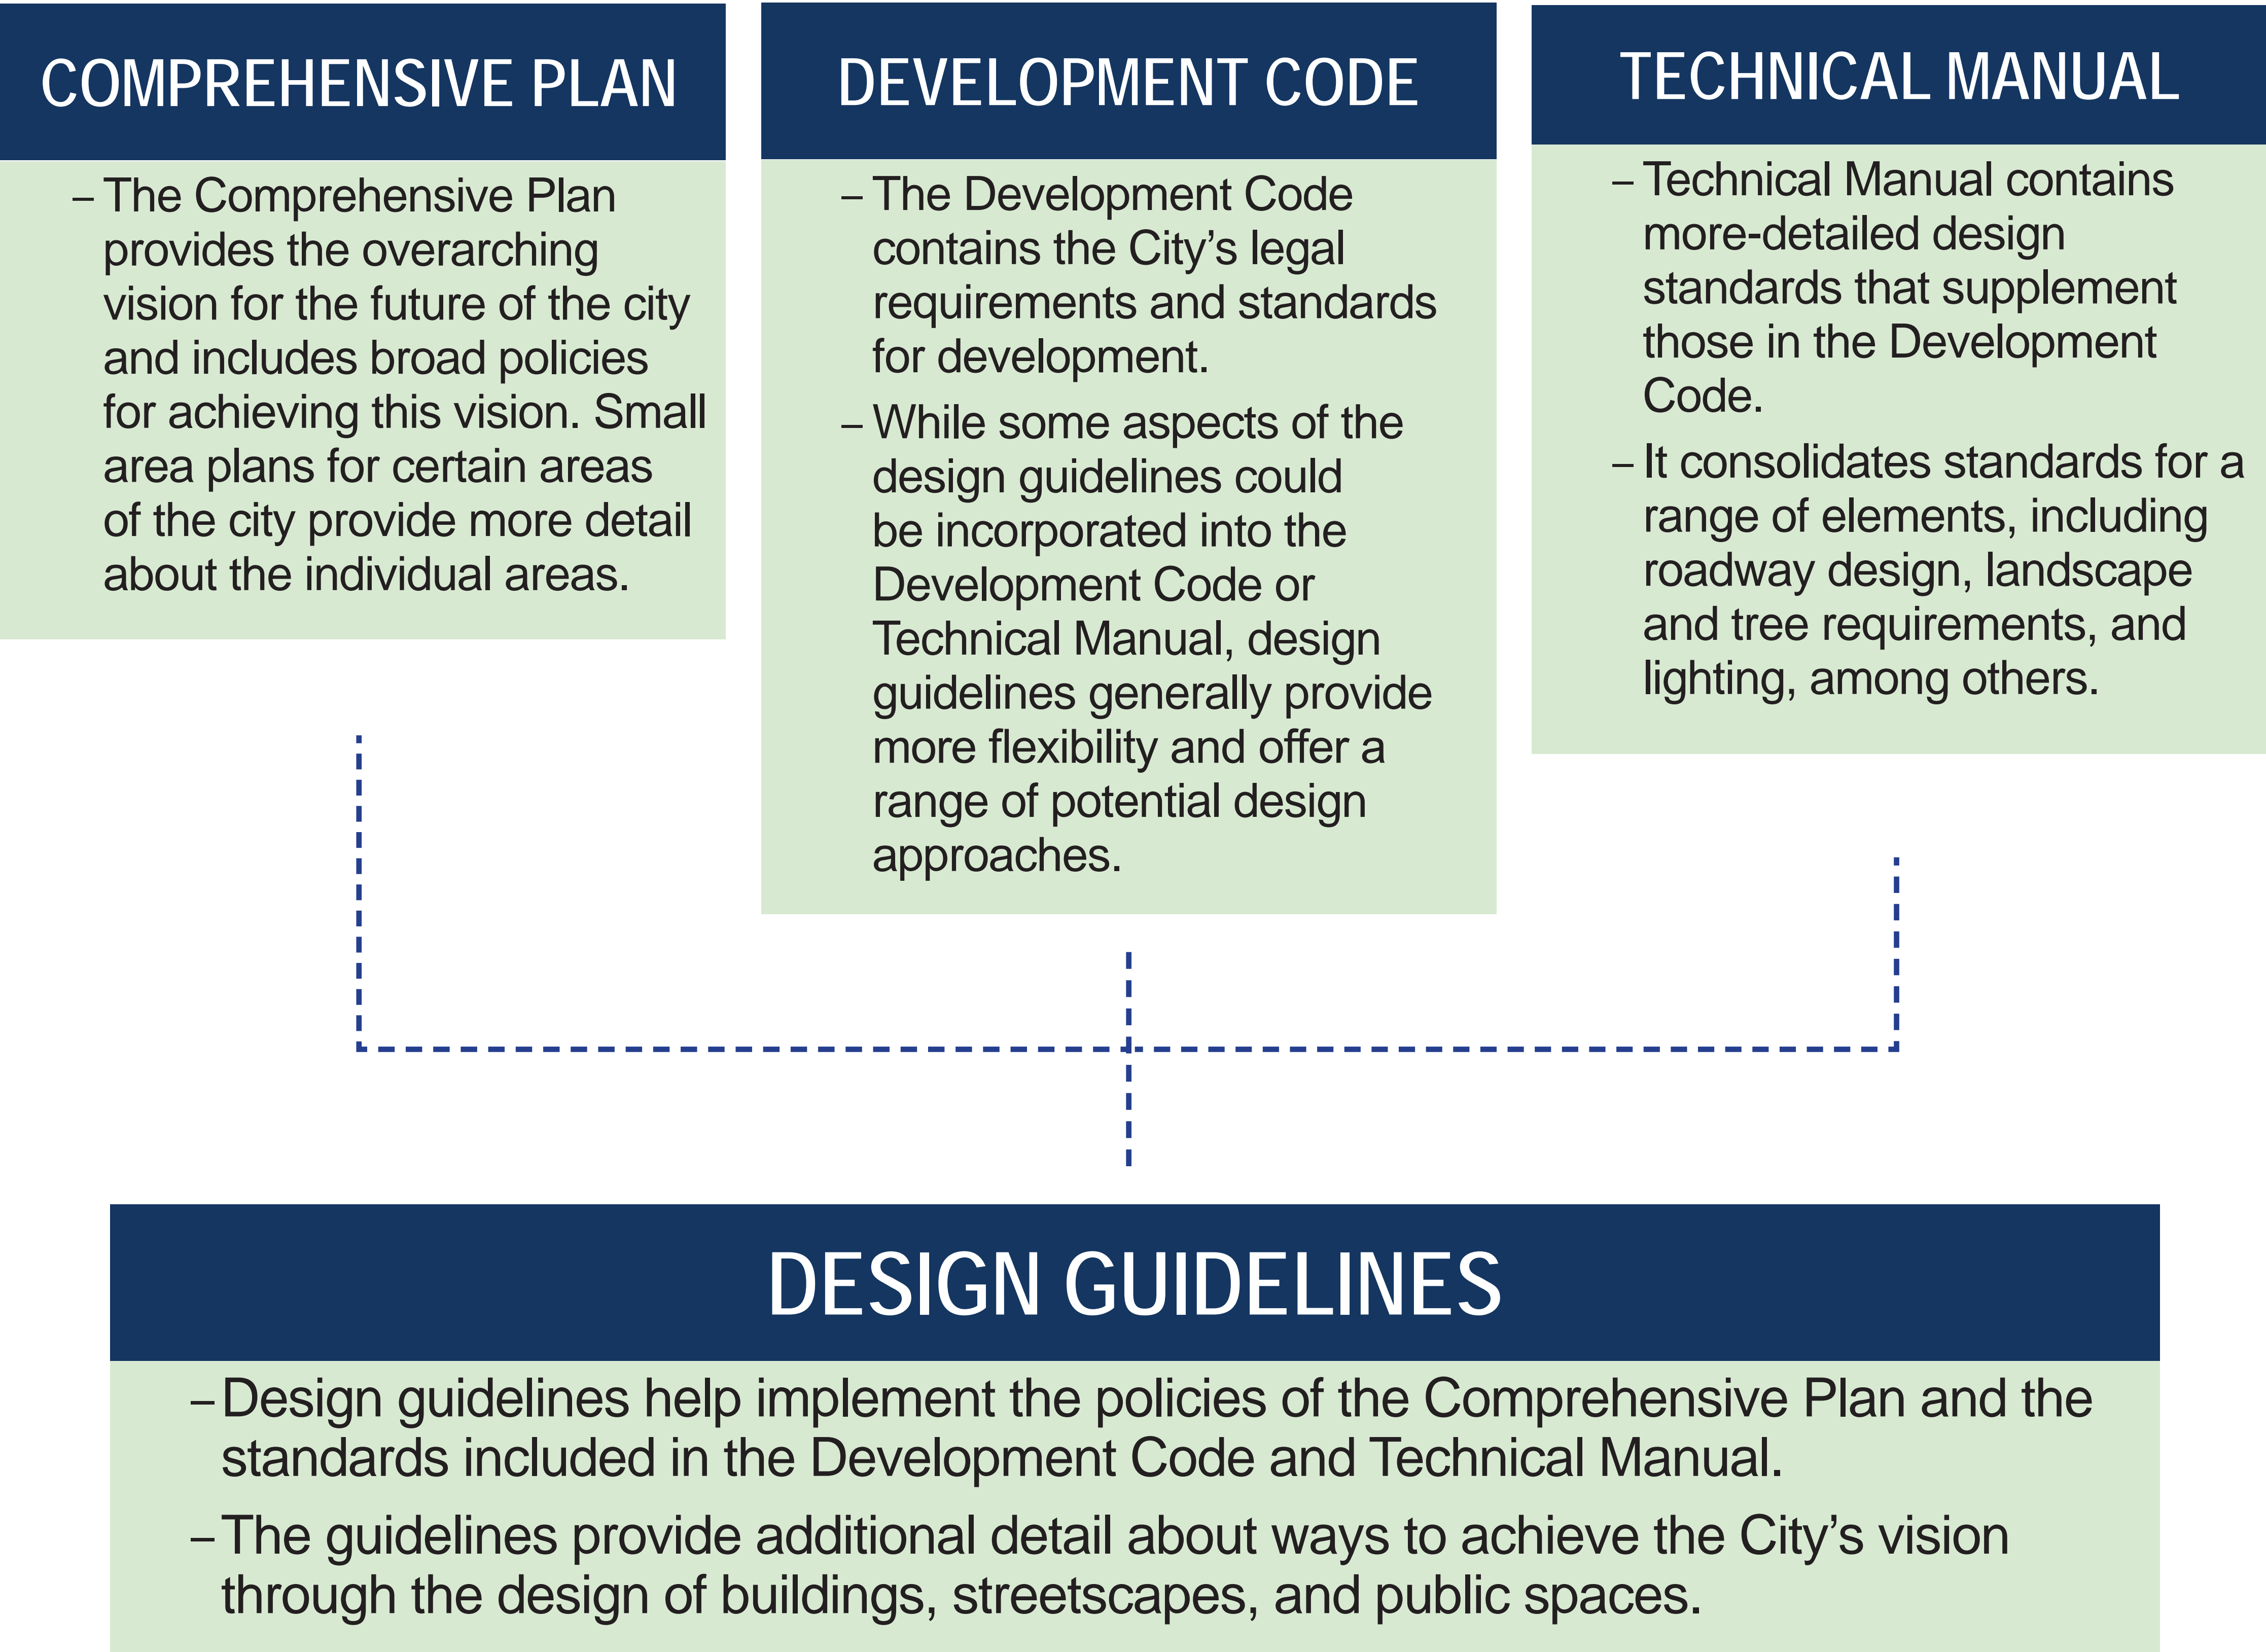 COMPREHENSIVE PLAN
– The Comprehensive Plan
provides the overarching
vision for the future of the city
and includes broad policies
for achieving this vision. Small
area plans for certain areas
of the city provide more detail
about the individual areas.
DEVELOPMENT CODE
– The Development Code
contains the City’s legal
requirements and standards
for development.
– While some aspects of the
design guidelines could
be incorporated into the
Development Code or
Technical Manual, design
guidelines generally provide
more flexibility and offer a
range of potential design
approaches.
TECHNICAL MANUAL
– Technical Manual contains
more-detailed design
standards that supplement
those in the Development
Code.
– It consolidates standards for a
range of elements, including
roadway design, landscape
and tree requirements, and
lighting, among others.
DESIGN GUIDELINES
– Design guidelines help implement the policies of the Comprehensive Plan and the
standards included in the Development Code and Technical Manual.
– The guidelines provide additional detail about ways to achieve the City’s vision
through the design of buildings, streetscapes, and public spaces.